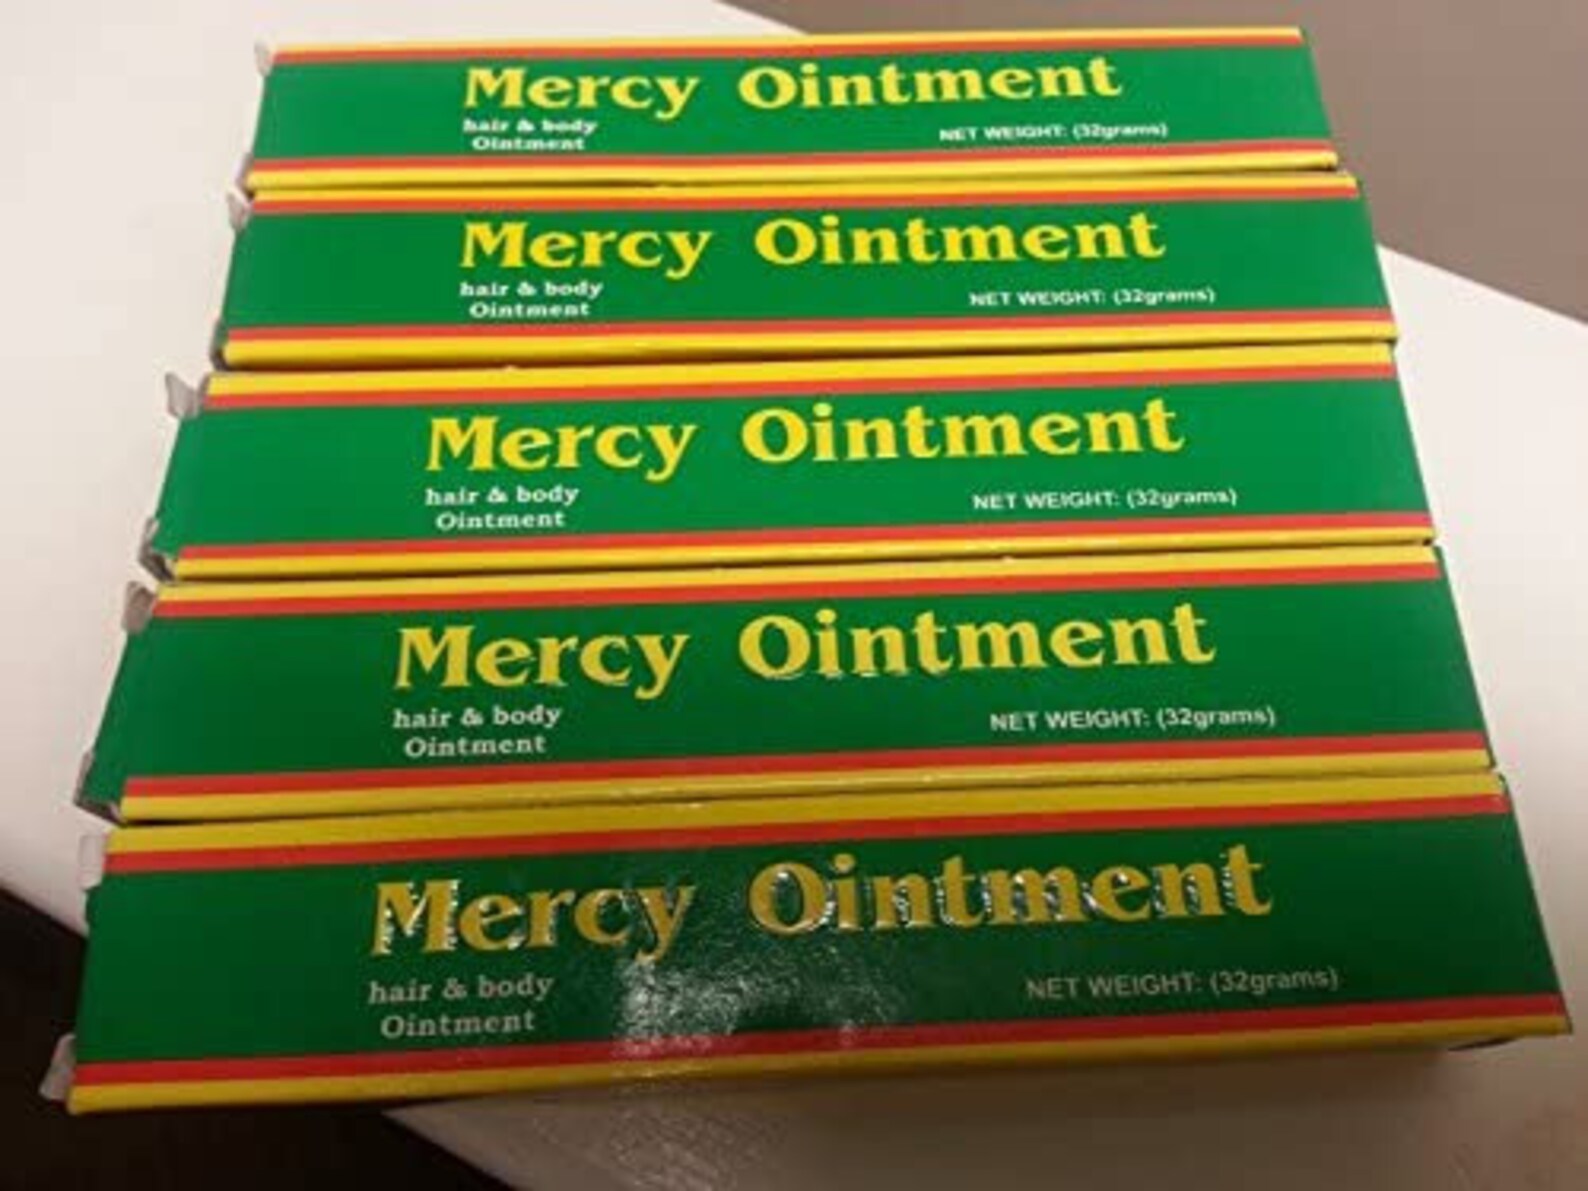 Mercy Ointment
hair & body
Ointment
NET WEIGHT: (32grams)
Mercy Ointment
hair & body
Ointment
NET WEIGHT: (32grams)
Mercy Ointment
hair & body
Ointment
NET WEIGHT: (32grams)
Mercy Ointment
hair & body
Ointment
NET WEIGHT: (32grams)
Mercy Ointment
hair & body
Ointment
NET WEIGHT: (32grams)